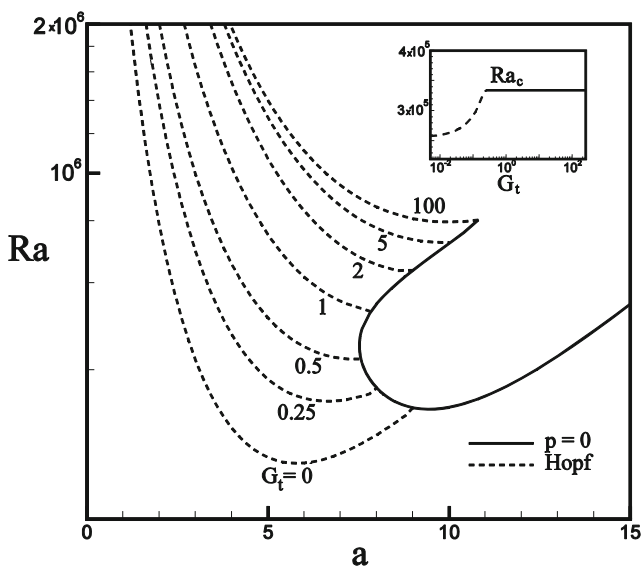 2×10⁶
10⁶
Ra
4×10⁵
3×10⁵
Ra_c
10⁻² 10⁰ 10²
G_t
100
5
2
1
0.5
0.25
G_t= 0
p = 0
Hopf
0 5 10 15
a